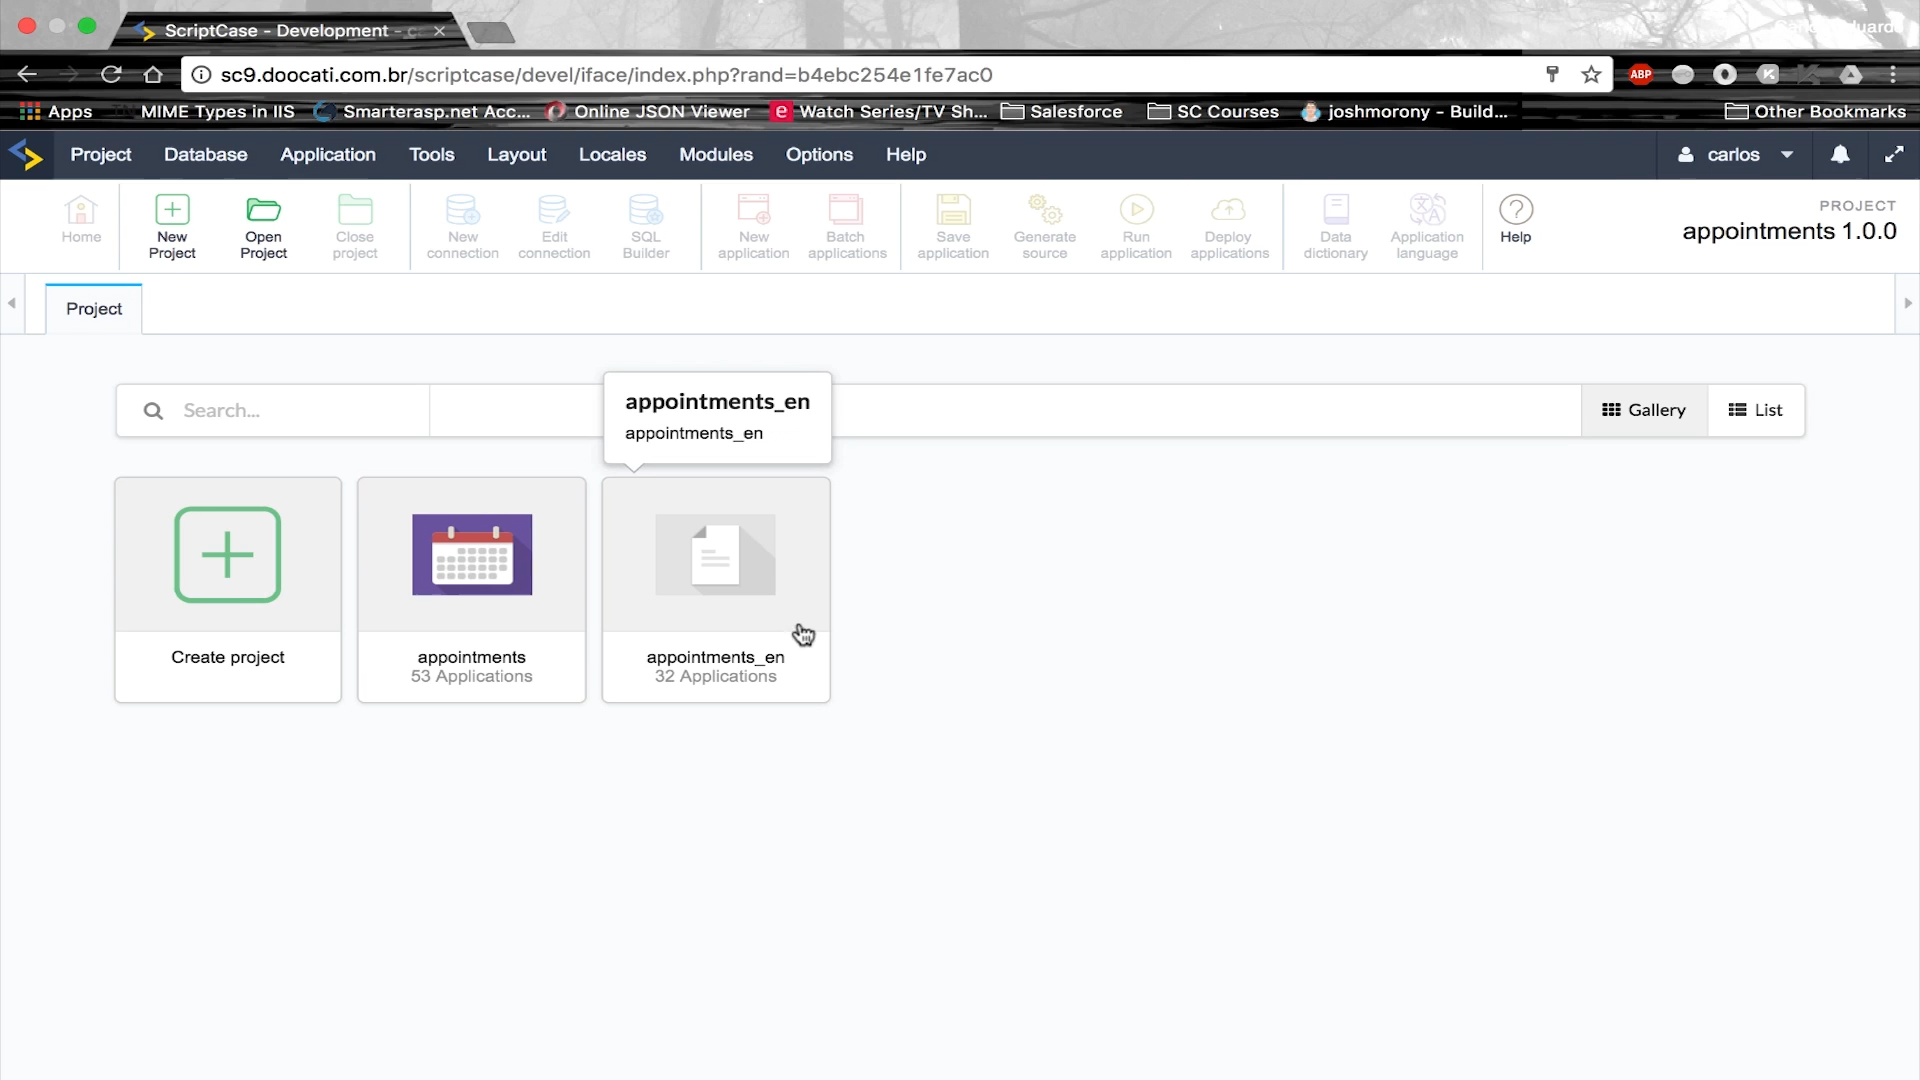 ScriptCase - Development - c
sc9.doocati.com.br/scriptcase/devel/iface/index.php?rand=b4ebc254e1fe7ac0
ABP
Apps MIME Types in IIS Smarterasp.net Acc... Online JSON Viewer Watch Series/TV Sh... Salesforce SC Courses joshmorony - Build... Other Bookmarks
Project Database Application Tools Layout Locales Modules Options Help carlos
Home
New Project
Open Project
Close project
New connection
Edit connection
SQL Builder
New application
Batch applications
Save application
Generate source
Run application
Deploy applications
Data dictionary
Application language
Help
PROJECT
appointments 1.0.0
Project
Search...
appointments_en
appointments_en
Gallery List
Create project
appointments
53 Applications
appointments_en
32 Applications